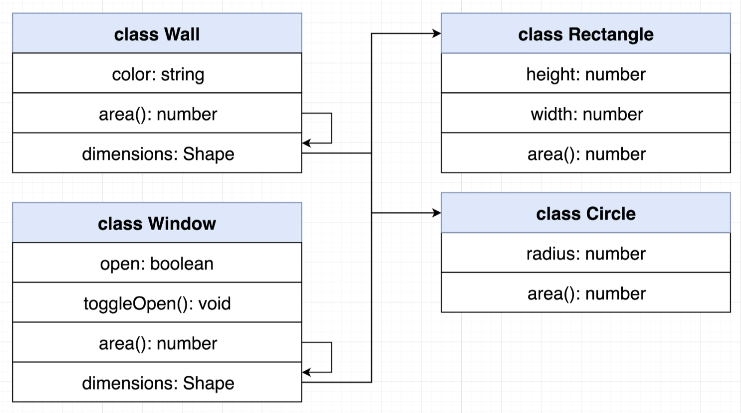 class Wall
color: string
area(): number
dimensions: Shape
class Window
open: boolean
toggleOpen(): void
area(): number
dimensions: Shape
class Rectangle
height: number
width: number
area(): number
class Circle
radius: number
area(): number